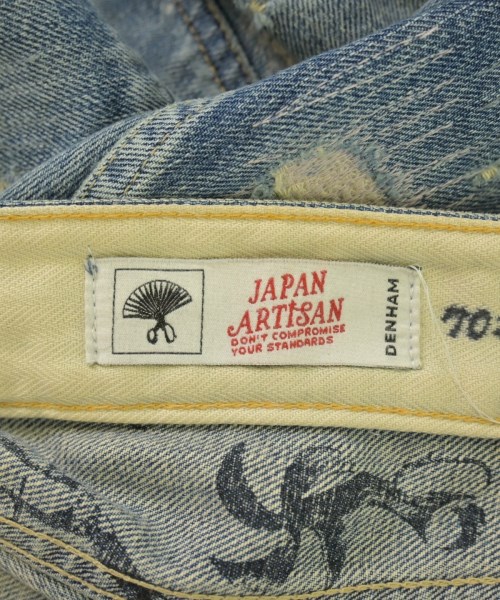 JAPAN
ARTISAN
DON'T COMPROMISE
YOUR STANDARDS
DENHAM